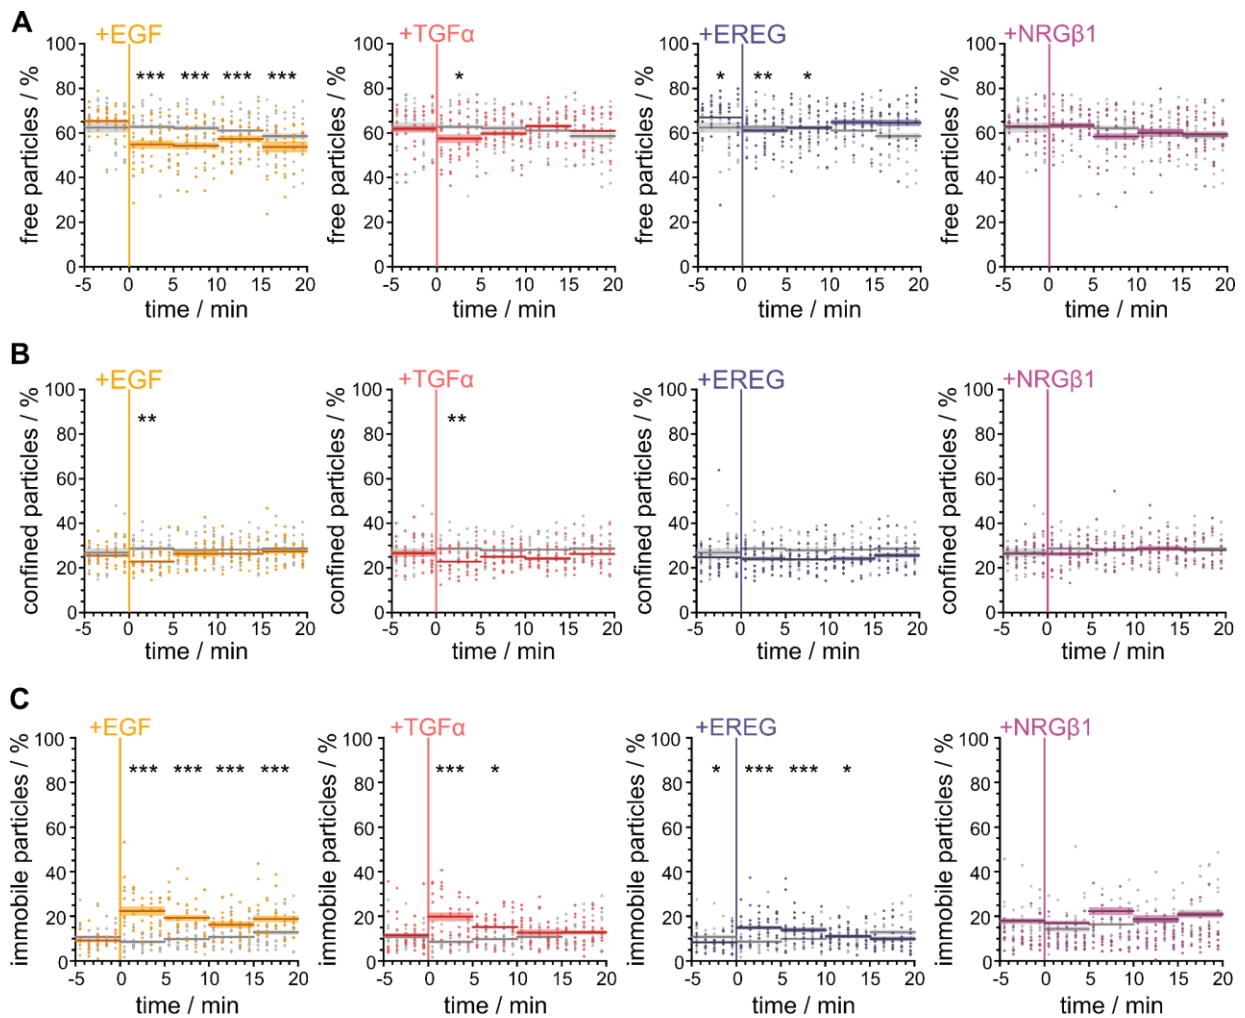 A
+EGF +TGFα +EREG +NRGβ1
*** *** *** *** * * ** *
free particles / % free particles / % free particles / % free particles / %
100 100 100 100
80 80 80 80
60 60 60 60
40 40 40 40
20 20 20 20
0 0 0 0
-5 0 5 10 15 20 -5 0 5 10 15 20 -5 0 5 10 15 20 -5 0 5 10 15 20
time / min time / min time / min time / min
B
+EGF +TGFα +EREG +NRGβ1
** **
confined particles / % confined particles / % confined particles / % confined particles / %
100 100 100 100
80 80 80 80
60 60 60 60
40 40 40 40
20 20 20 20
0 0 0 0
-5 0 5 10 15 20 -5 0 5 10 15 20 -5 0 5 10 15 20 -5 0 5 10 15 20
time / min time / min time / min time / min
C
+EGF +TGFα +EREG +NRGβ1
*** *** *** *** *** * * *** *** *
immobile particles / % immobile particles / % immobile particles / % immobile particles / %
100 100 100 100
80 80 80 80
60 60 60 60
40 40 40 40
20 20 20 20
0 0 0 0
-5 0 5 10 15 20 -5 0 5 10 15 20 -5 0 5 10 15 20 -5 0 5 10 15 20
time / min time / min time / min time / min